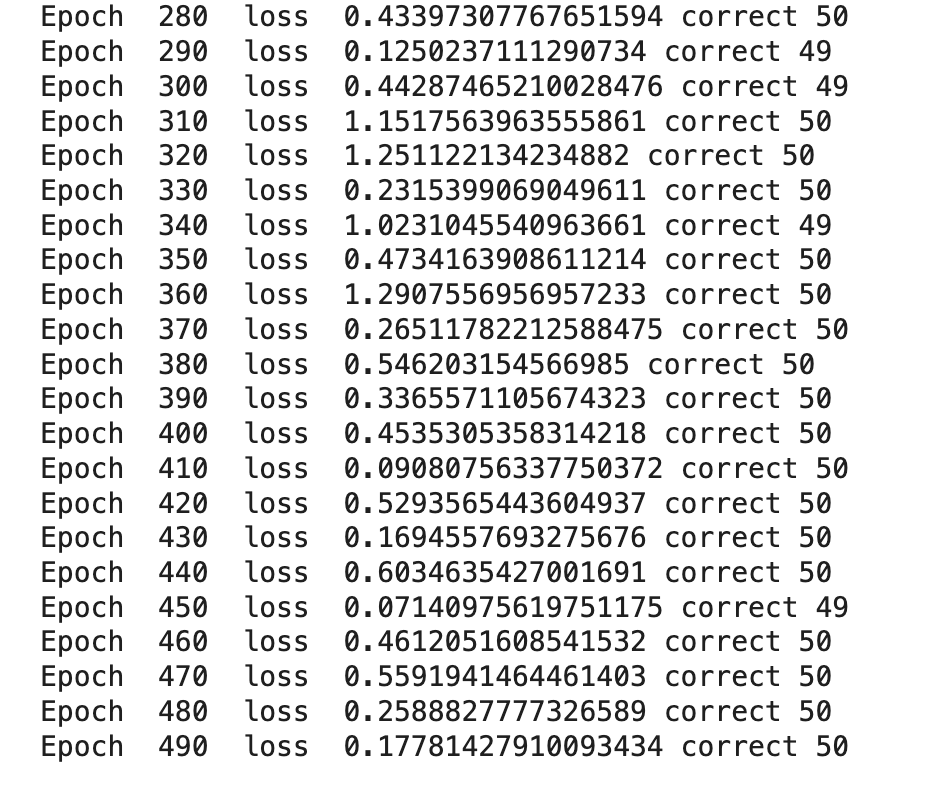 Epoch  280  loss  0.43397307767651594 correct 50
Epoch  290  loss  0.1250237111290734 correct 49
Epoch  300  loss  0.44287465210028476 correct 49
Epoch  310  loss  1.1517563963555861 correct 50
Epoch  320  loss  1.251122134234882 correct 50
Epoch  330  loss  0.2315399069049611 correct 50
Epoch  340  loss  1.0231045540963661 correct 49
Epoch  350  loss  0.4734163908611214 correct 50
Epoch  360  loss  1.2907556956957233 correct 50
Epoch  370  loss  0.26511782212588475 correct 50
Epoch  380  loss  0.546203154566985 correct 50
Epoch  390  loss  0.3365571105674323 correct 50
Epoch  400  loss  0.4535305358314218 correct 50
Epoch  410  loss  0.09080756337750372 correct 50
Epoch  420  loss  0.5293565443604937 correct 50
Epoch  430  loss  0.1694557693275676 correct 50
Epoch  440  loss  0.6034635427001691 correct 50
Epoch  450  loss  0.07140975619751175 correct 49
Epoch  460  loss  0.4612051608541532 correct 50
Epoch  470  loss  0.5591941464461403 correct 50
Epoch  480  loss  0.2588827777326589 correct 50
Epoch  490  loss  0.17781427910093434 correct 50